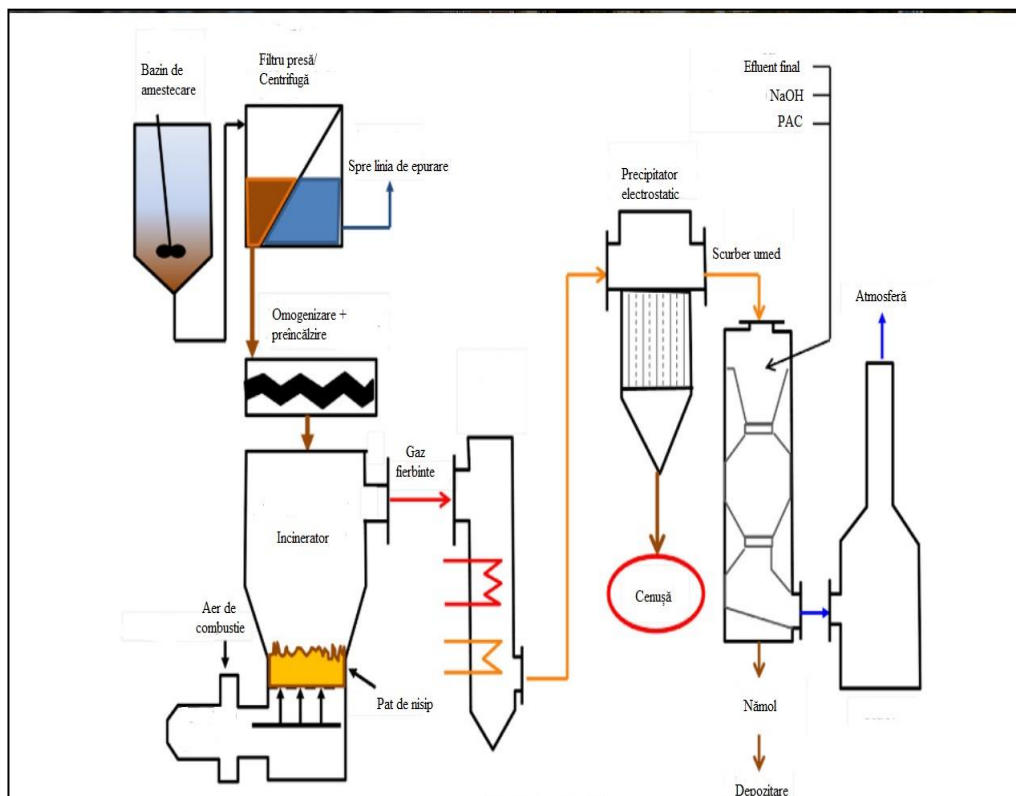 Bazin de
amestecare
Filtru presă/
Centrifugă
Spre linia de epurare
Omogenizare +
preîncălzire
Gaz
fierbinte
Incinerator
Aer de
combustie
Pat de nisip
Precipitator
electrostatic
Cenușă
Efluent final
NaOH
PAC
Scurber umed
Atmosferă
Nămol
Depozitare